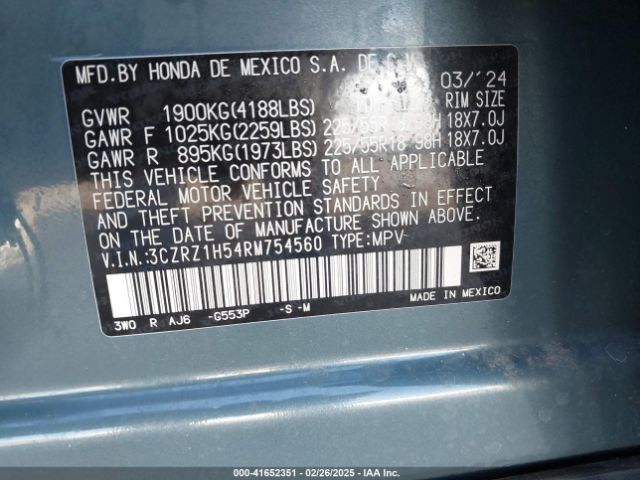 MFD.BY HONDA DE MEXICO S.A. DE C.V. 03/'24
RIM SIZE
GVWR 1900KG(4188LBS)
GAWR F 1025KG(2259LBS) 225/55R18 98H 18X7.0J
GAWR R 895KG(1973LBS) 225/55R18 98H 18X7.0J
THIS VEHICLE CONFORMS TO ALL APPLICABLE
FEDERAL MOTOR VEHICLE SAFETY
AND THEFT PREVENTION STANDARDS IN EFFECT
ON THE DATE OF MANUFACTURE SHOWN ABOVE.
V.I.N.:3CZRZ1H54RM754560 TYPE:MPV
MADE IN MEXICO
3W0 R AJ6 -G553P -S -M
000-41652351 - 02/26/2025 - IAA Inc.